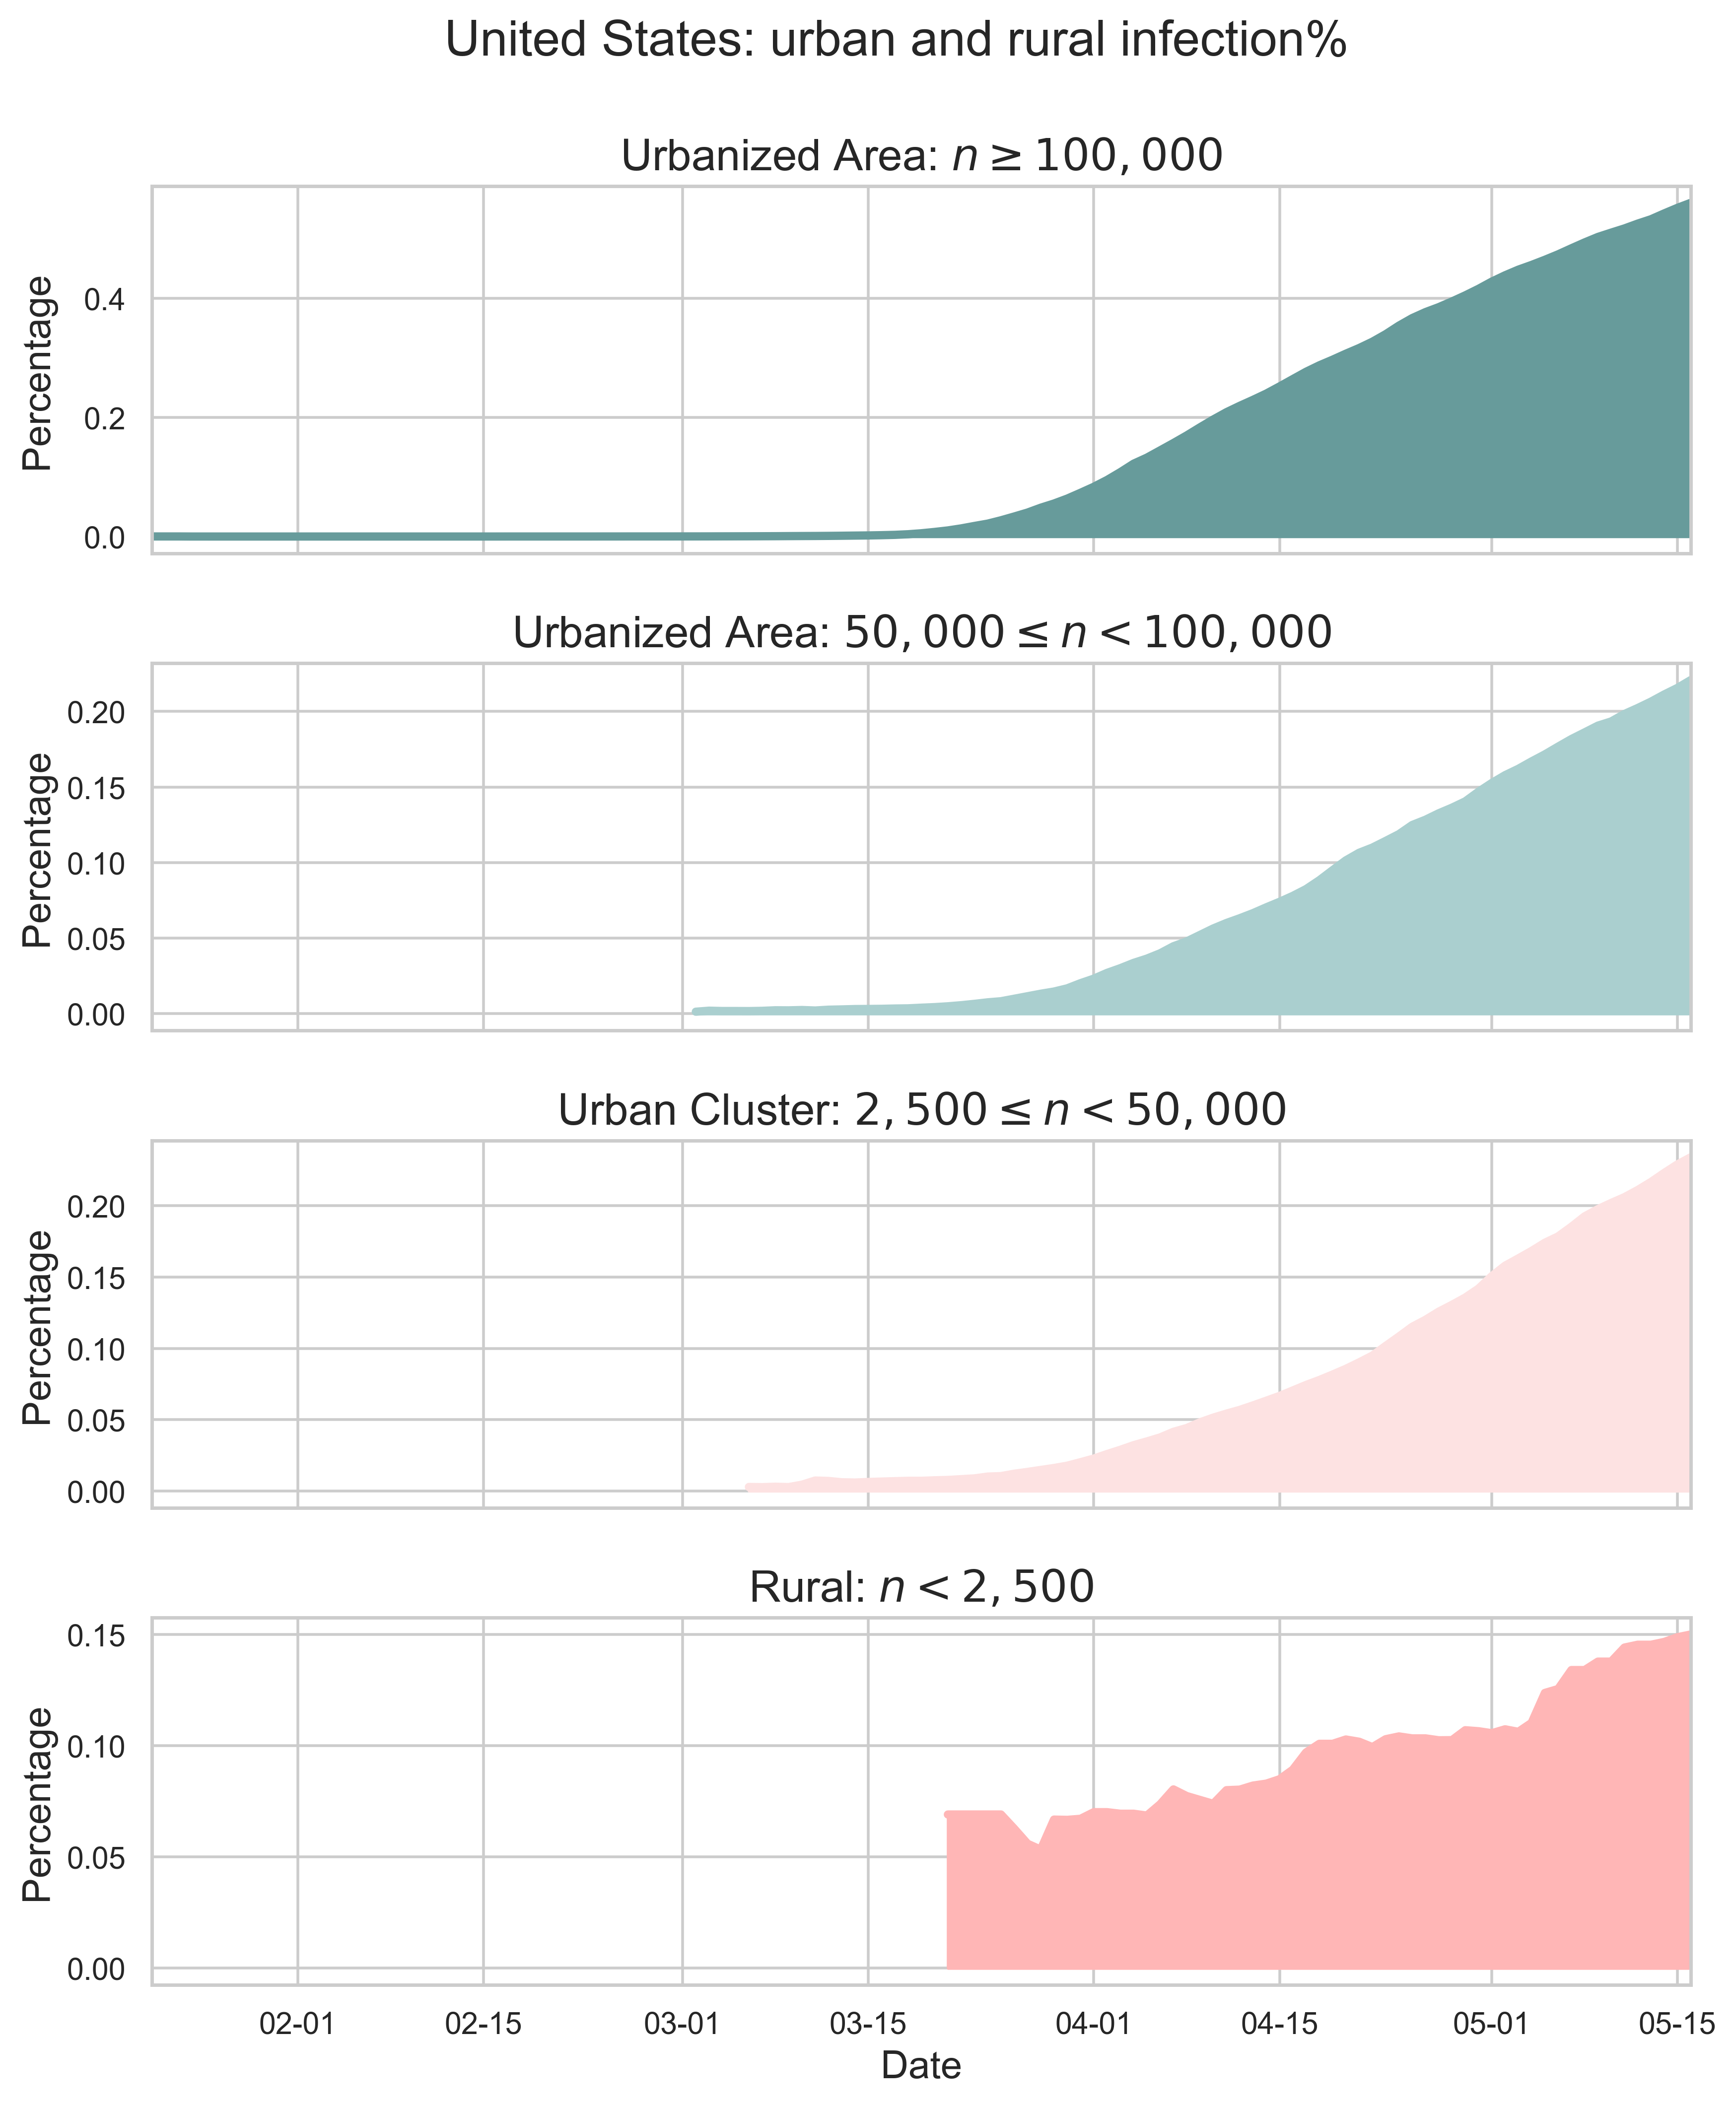 United States: urban and rural infection%
Urbanized Area: n ≥ 100,000
Percentage
0.4
0.2
0.0
Urbanized Area: 50,000 ≤ n < 100,000
Percentage
0.20
0.15
0.10
0.05
0.00
Urban Cluster: 2,500 ≤ n < 50,000
Percentage
0.20
0.15
0.10
0.05
0.00
Rural: n < 2,500
Percentage
0.15
0.10
0.05
0.00
02-01 02-15 03-01 03-15 04-01 04-15 05-01 05-15
Date